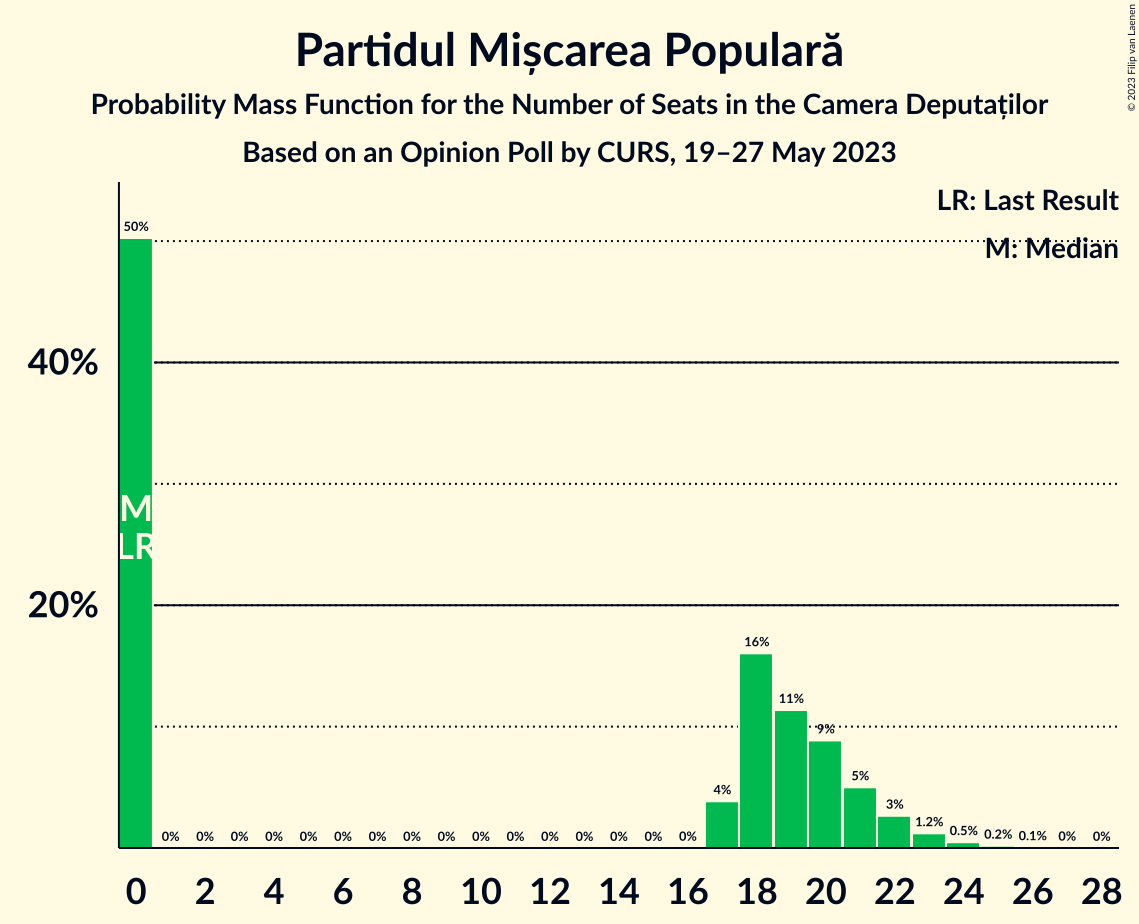 Partidul Mișcarea Populară
Probability Mass Function for the Number of Seats in the Camera Deputaților
Based on an Opinion Poll by CURS, 19–27 May 2023
© 2023 Filip van Laenen
LR: Last Result
M: Median
50%
40%
20%
M
LR
0% 0% 0% 0% 0% 0% 0% 0% 0% 0% 0% 0% 0% 0% 0% 0% 4% 16% 11% 9% 5% 3% 1.2% 0.5% 0.2% 0.1% 0% 0%
0 2 4 6 8 10 12 14 16 18 20 22 24 26 28